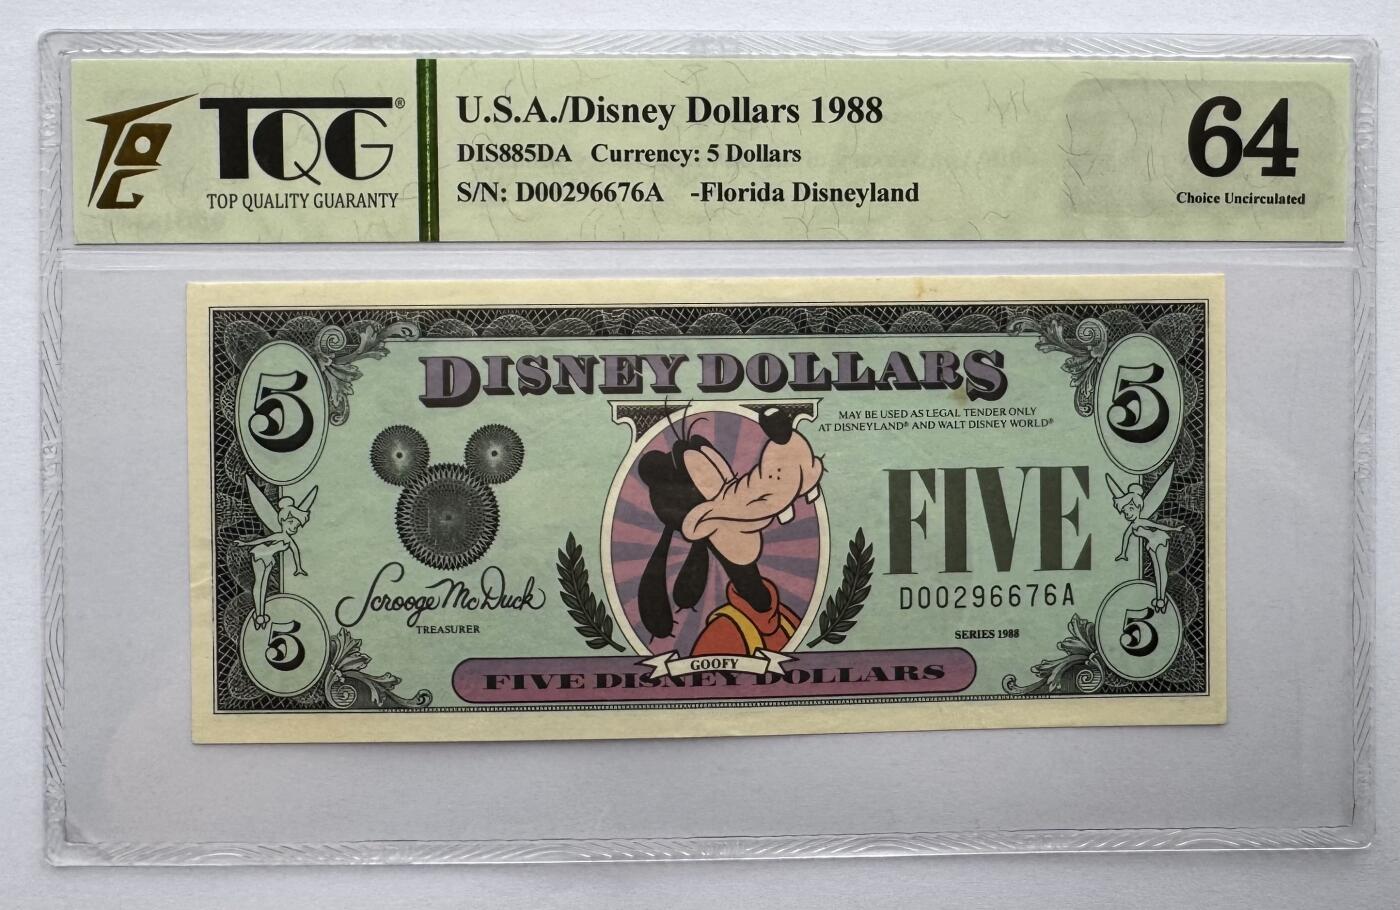 TQG®
TOP QUALITY GUARANTY
U.S.A./Disney Dollars 1988
DIS885DA Currency: 5 Dollars
S/N: D00296676A -Florida Disneyland
64
Choice Uncirculated
DISNEY DOLLARS
5
5
MAY BE USED AS LEGAL TENDER ONLY
AT DISNEYLAND® AND WALT DISNEY WORLD®
FIVE
D00296676A
Scrooge McDuck
TREASURER
SERIES 1988
5
5
GOOFY
FIVE DISNEY DOLLARS